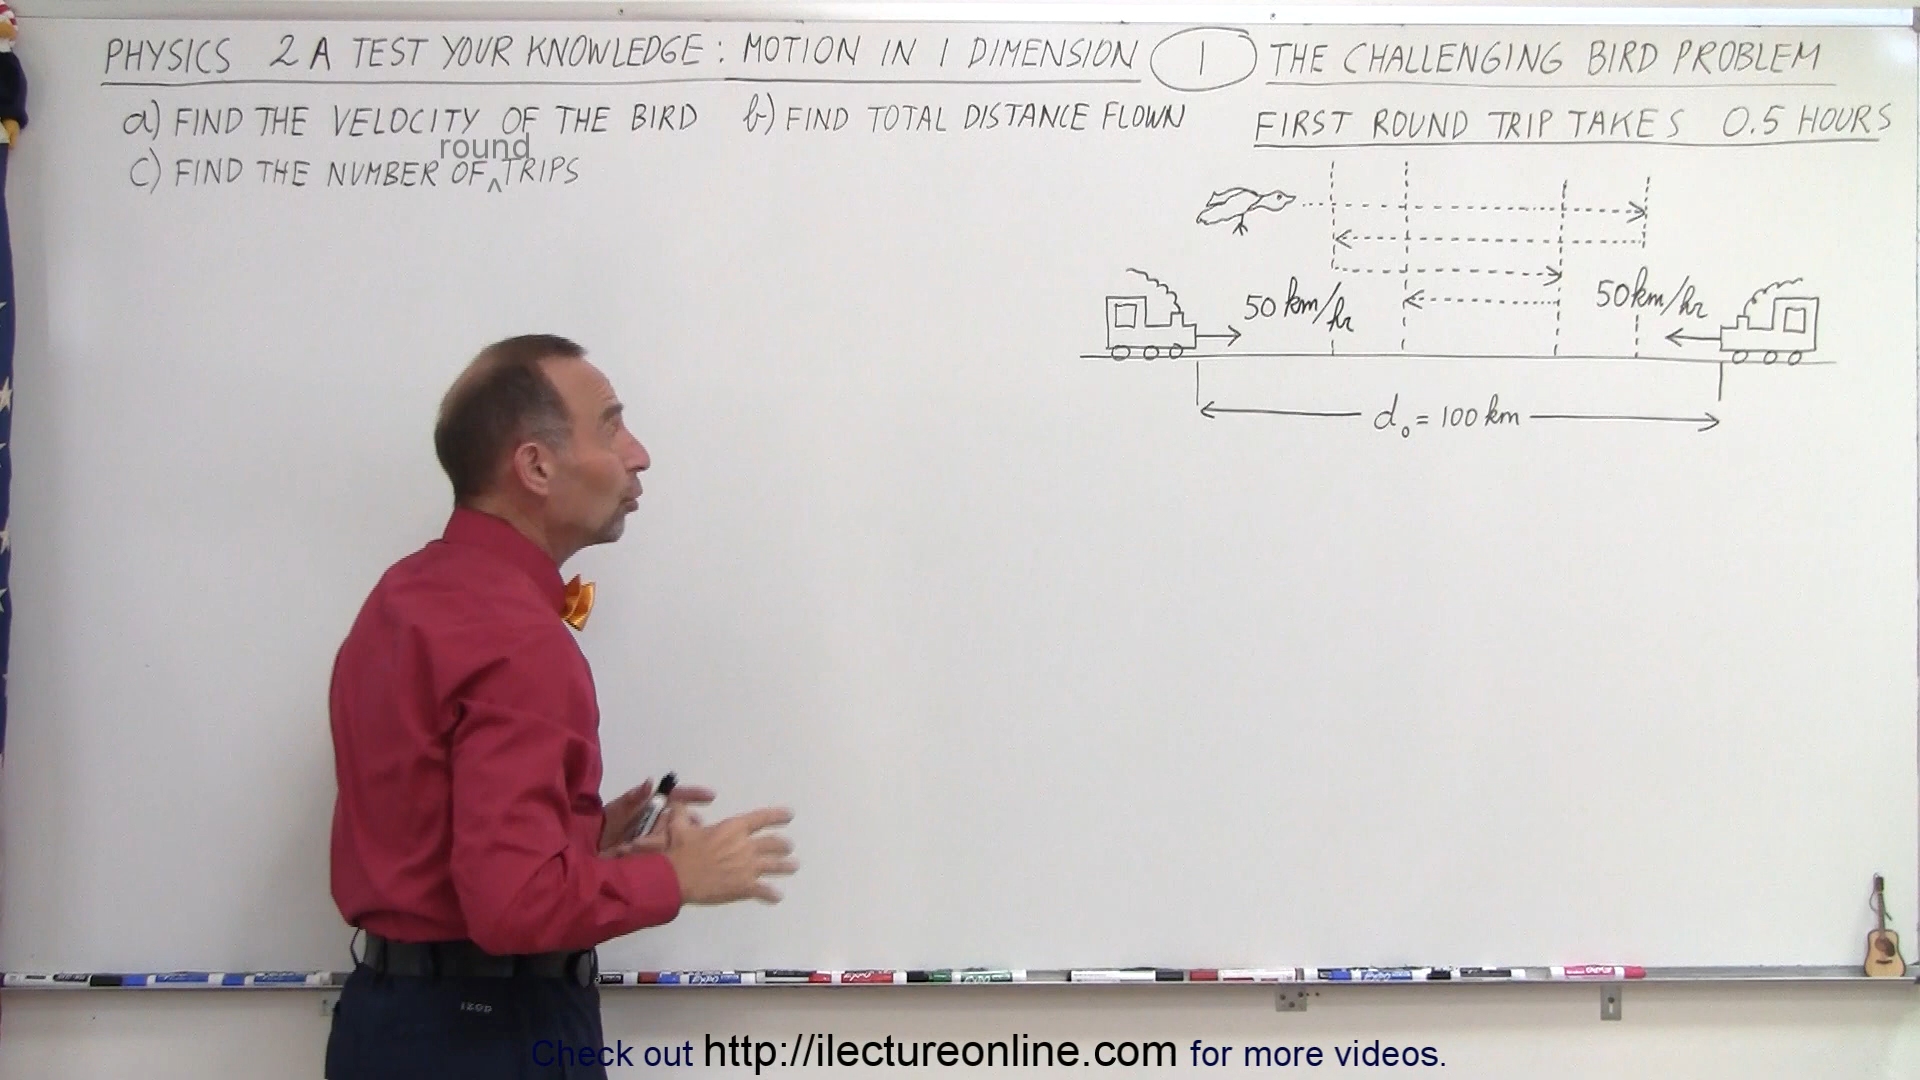 PHYSICS 2A TEST YOUR KNOWLEDGE: MOTION IN 1 DIMENSION 1 THE CHALLENGING BIRD PROBLEM
a) FIND THE VELOCITY OF THE BIRD b) FIND TOTAL DISTANCE FLOWN FIRST ROUND TRIP TAKES 0.5 HOURS
round
c) FIND THE NUMBER OF ^ TRIPS
50 km/hr 50 km/hr
d₀ = 100 km
IZOD
Check out http://ilectureonline.com for more videos.